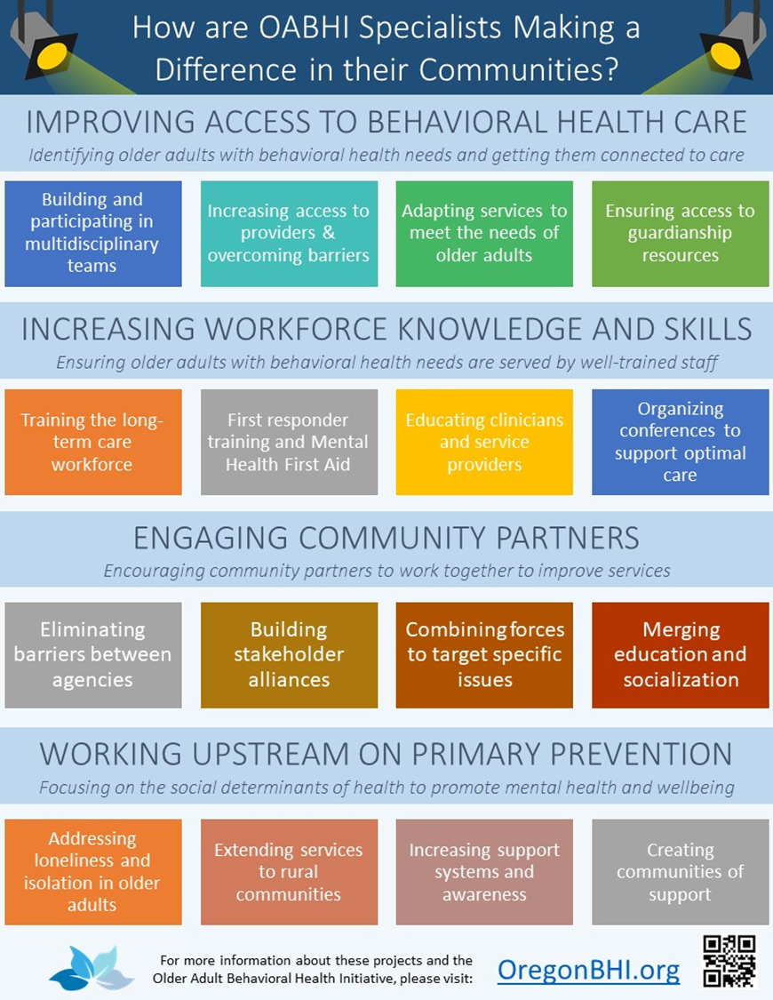 How are OABHI Specialists Making a
Difference in their Communities?
IMPROVING ACCESS TO BEHAVIORAL HEALTH CARE
Identifying older adults with behavioral health needs and getting them connected to care
Building and
participating in
multidisciplinary
teams
Increasing access to
providers &
overcoming barriers
Adapting services to
meet the needs of
older adults
Ensuring access to
guardianship
resources
INCREASING WORKFORCE KNOWLEDGE AND SKILLS
Ensuring older adults with behavioral health needs are served by well-trained staff
Training the long-
term care
workforce
First responder
training and Mental
Health First Aid
Educating clinicians
and service
providers
Organizing
conferences to
support optimal
care
ENGAGING COMMUNITY PARTNERS
Encouraging community partners to work together to improve services
Eliminating
barriers between
agencies
Building
stakeholder
alliances
Combining forces
to target specific
issues
Merging
education and
socialization
WORKING UPSTREAM ON PRIMARY PREVENTION
Focusing on the social determinants of health to promote mental health and wellbeing
Addressing
loneliness and
isolation in older
adults
Extending services
to rural
communities
Increasing support
systems and
awareness
Creating
communities of
support
For more information about these projects and the
Older Adult Behavioral Health Initiative, please visit:
OregonBHI.org